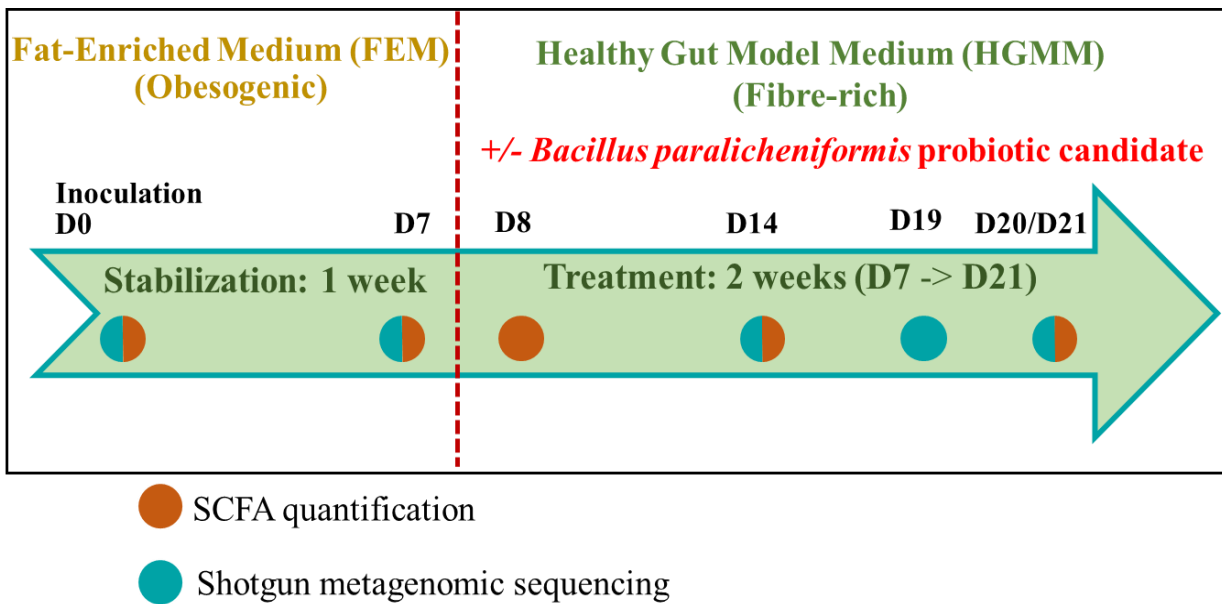 Fat-Enriched Medium (FEM)
(Obesogenic)
Healthy Gut Model Medium (HGMM)
(Fibre-rich)
+/- Bacillus paralicheniformis probiotic candidate
Inoculation
D0
D7
D8
D14
D19
D20/D21
Stabilization: 1 week
Treatment: 2 weeks (D7 -> D21)
SCFA quantification
Shotgun metagenomic sequencing